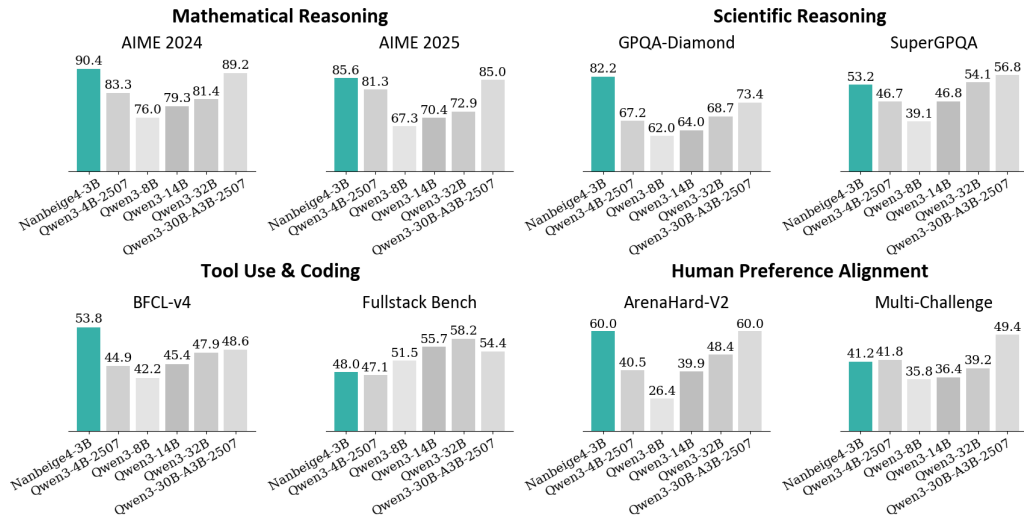 Mathematical Reasoning
Scientific Reasoning
AIME 2024
90.4 83.3 76.0 79.3 81.4 89.2
Nanbeige4-3B Qwen3-4B-2507 Qwen3-8B Qwen3-14B Qwen3-32B Qwen3-30B-A3B-2507
AIME 2025
85.6 81.3 67.3 70.4 72.9 85.0
Nanbeige4-3B Qwen3-4B-2507 Qwen3-8B Qwen3-14B Qwen3-32B Qwen3-30B-A3B-2507
GPQA-Diamond
82.2 67.2 62.0 64.0 68.7 73.4
Nanbeige4-3B Qwen3-4B-2507 Qwen3-8B Qwen3-14B Qwen3-32B Qwen3-30B-A3B-2507
SuperGPQA
53.2 46.7 39.1 46.8 54.1 56.8
Nanbeige4-3B Qwen3-4B-2507 Qwen3-8B Qwen3-14B Qwen3-32B Qwen3-30B-A3B-2507
Tool Use & Coding
Human Preference Alignment
BFCL-v4
53.8 44.9 42.2 45.4 47.9 48.6
Nanbeige4-3B Qwen3-4B-2507 Qwen3-8B Qwen3-14B Qwen3-32B Qwen3-30B-A3B-2507
Fullstack Bench
48.0 47.1 51.5 55.7 58.2 54.4
Nanbeige4-3B Qwen3-4B-2507 Qwen3-8B Qwen3-14B Qwen3-32B Qwen3-30B-A3B-2507
ArenaHard-V2
60.0 40.5 26.4 39.9 48.4 60.0
Nanbeige4-3B Qwen3-4B-2507 Qwen3-8B Qwen3-14B Qwen3-32B Qwen3-30B-A3B-2507
Multi-Challenge
41.2 41.8 35.8 36.4 39.2 49.4
Nanbeige4-3B Qwen3-4B-2507 Qwen3-8B Qwen3-14B Qwen3-32B Qwen3-30B-A3B-2507